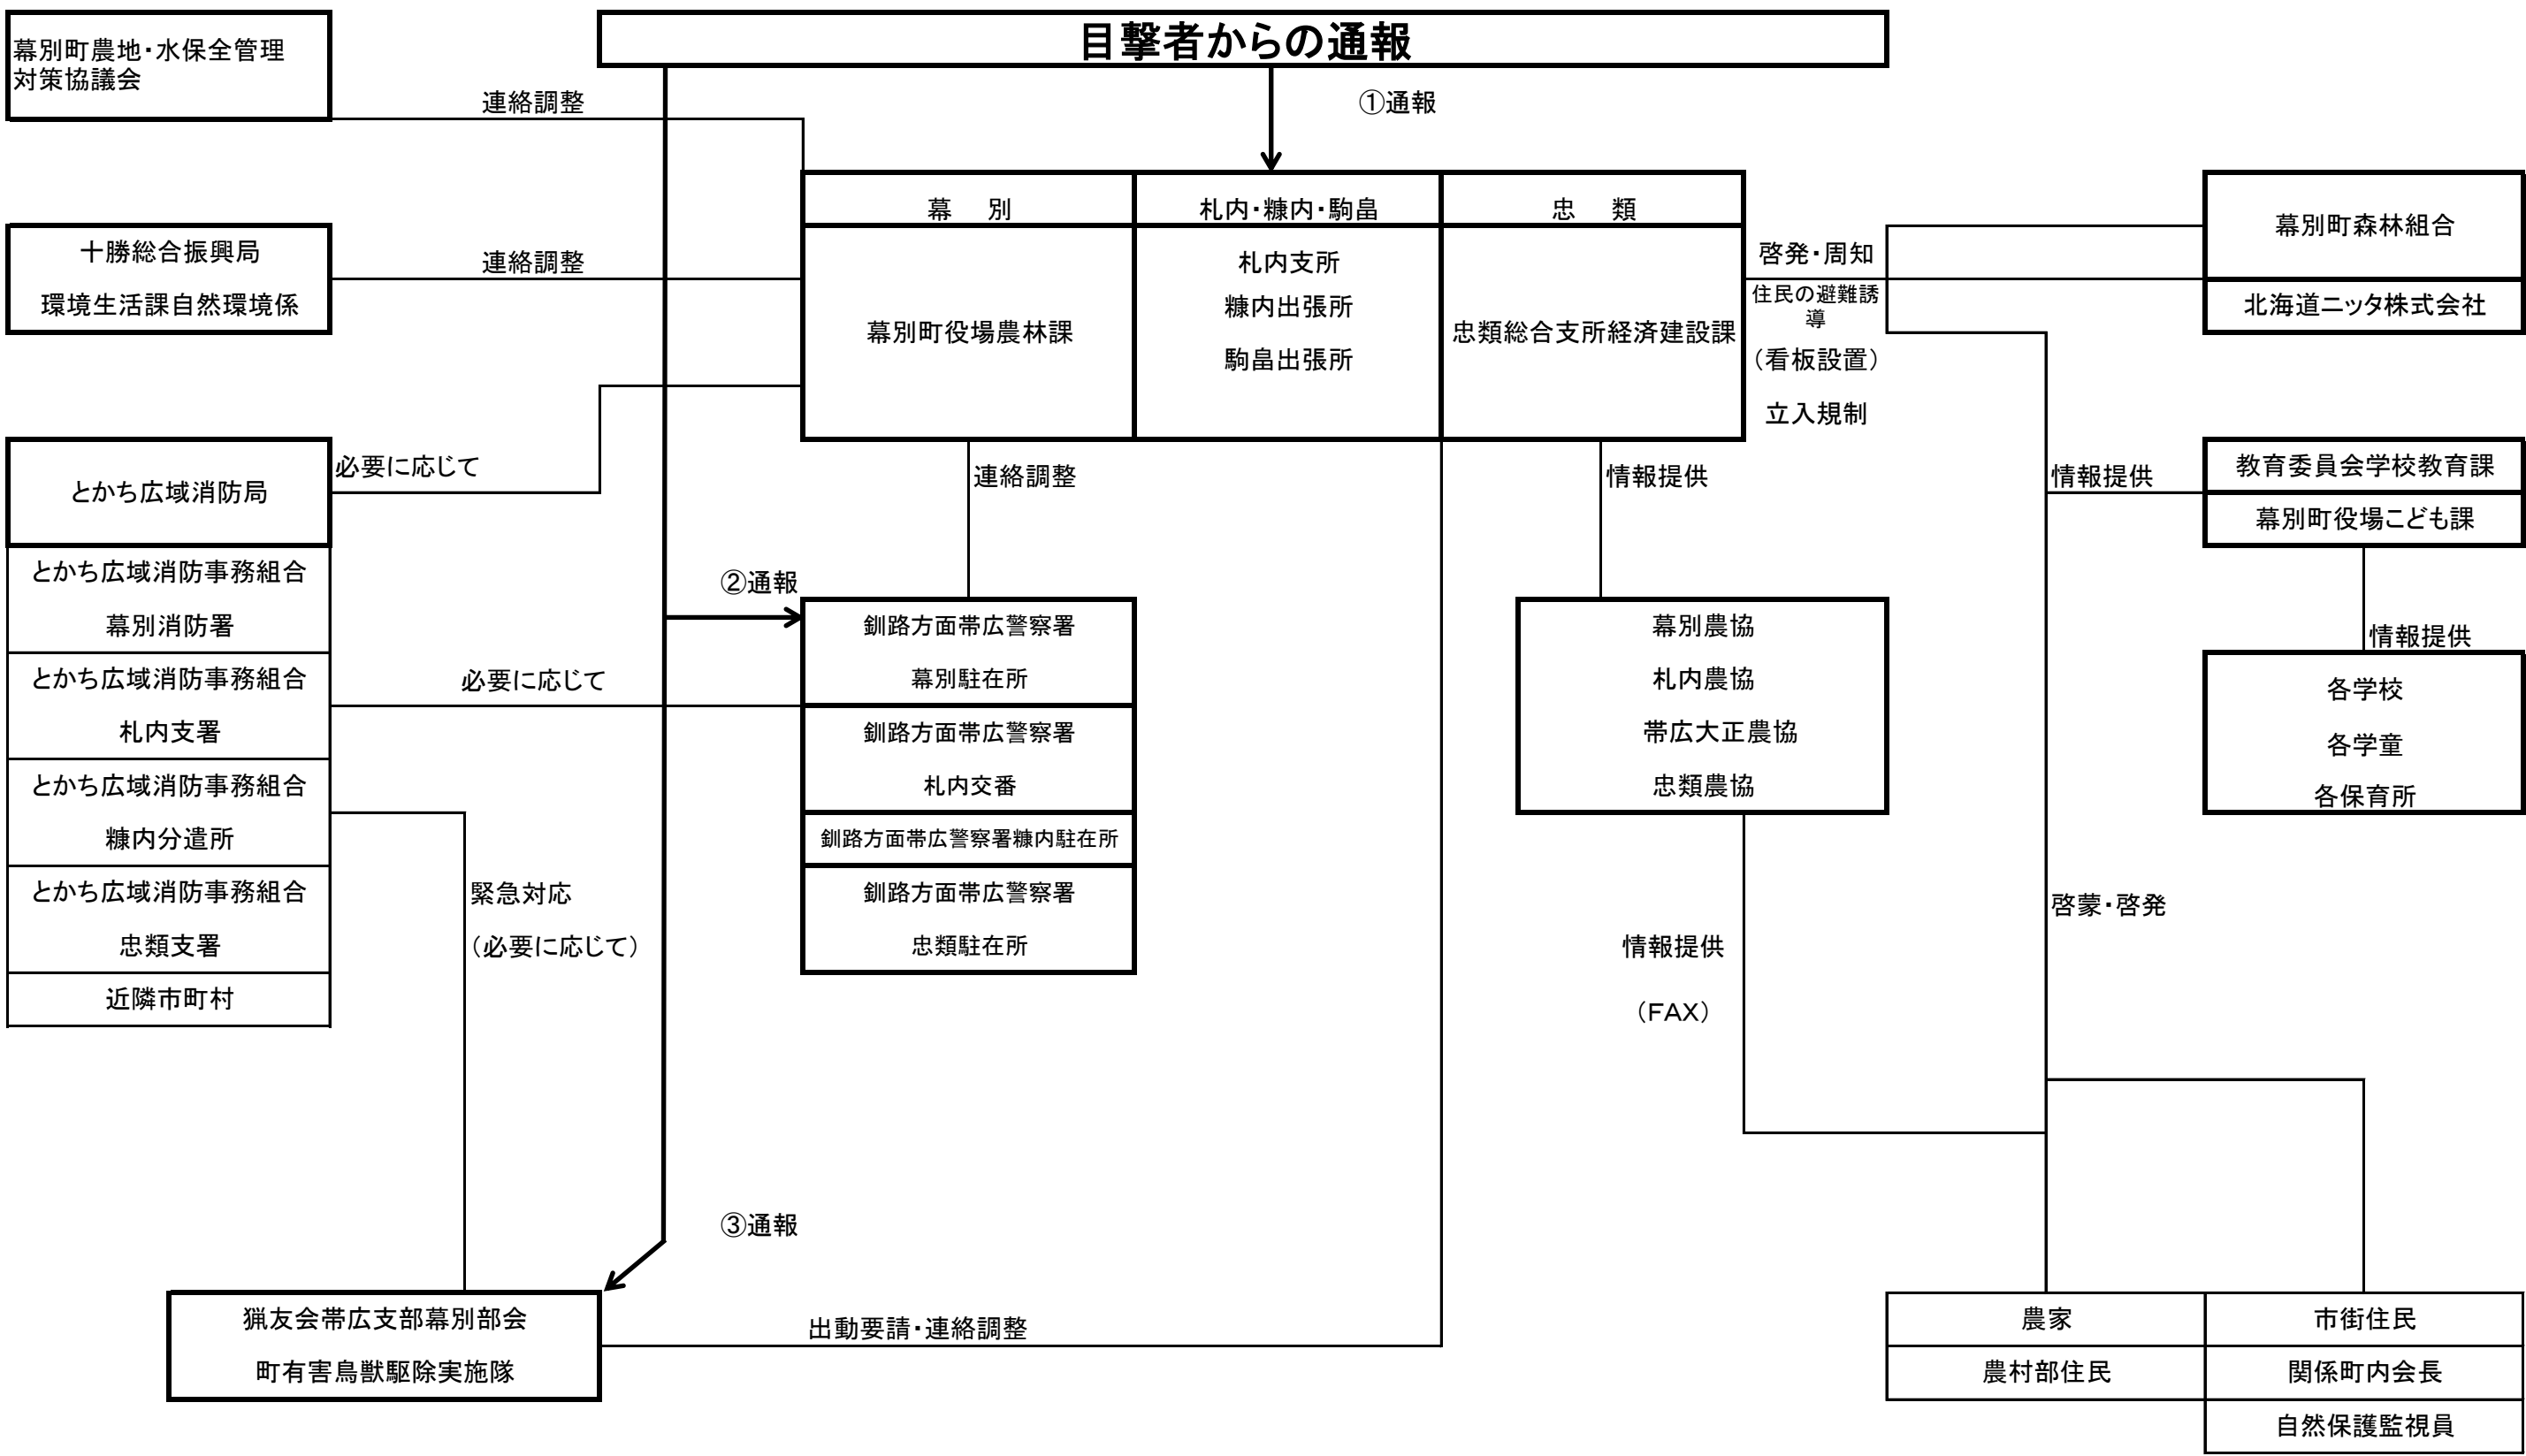 目撃者からの通報
幕別町農地・水保全管理
対策協議会
連絡調整
①通報
幕 別
札内・糠内・駒畠
忠 類
幕別町役場農林課
札内支所
糠内出張所
駒畠出張所
忠類総合支所経済建設課
十勝総合振興局
環境生活課自然環境係
連絡調整
啓発・周知
住民の避難誘
導
（看板設置）
立入規制
幕別町森林組合
北海道ニッタ株式会社
とかち広域消防局
必要に応じて
連絡調整
情報提供
情報提供
教育委員会学校教育課
幕別町役場こども課
とかち広域消防事務組合
幕別消防署
とかち広域消防事務組合
札内支署
とかち広域消防事務組合
糠内分遣所
とかち広域消防事務組合
忠類支署
近隣市町村
②通報
必要に応じて
釧路方面帯広警察署
幕別駐在所
釧路方面帯広警察署
札内交番
釧路方面帯広警察署糠内駐在所
釧路方面帯広警察署
忠類駐在所
幕別農協
札内農協
帯広大正農協
忠類農協
情報提供
各学校
各学童
各保育所
緊急対応
（必要に応じて）
情報提供
（FAX）
啓蒙・啓発
③通報
猟友会帯広支部幕別部会
町有害鳥獣駆除実施隊
出動要請・連絡調整
農家
農村部住民
市街住民
関係町内会長
自然保護監視員